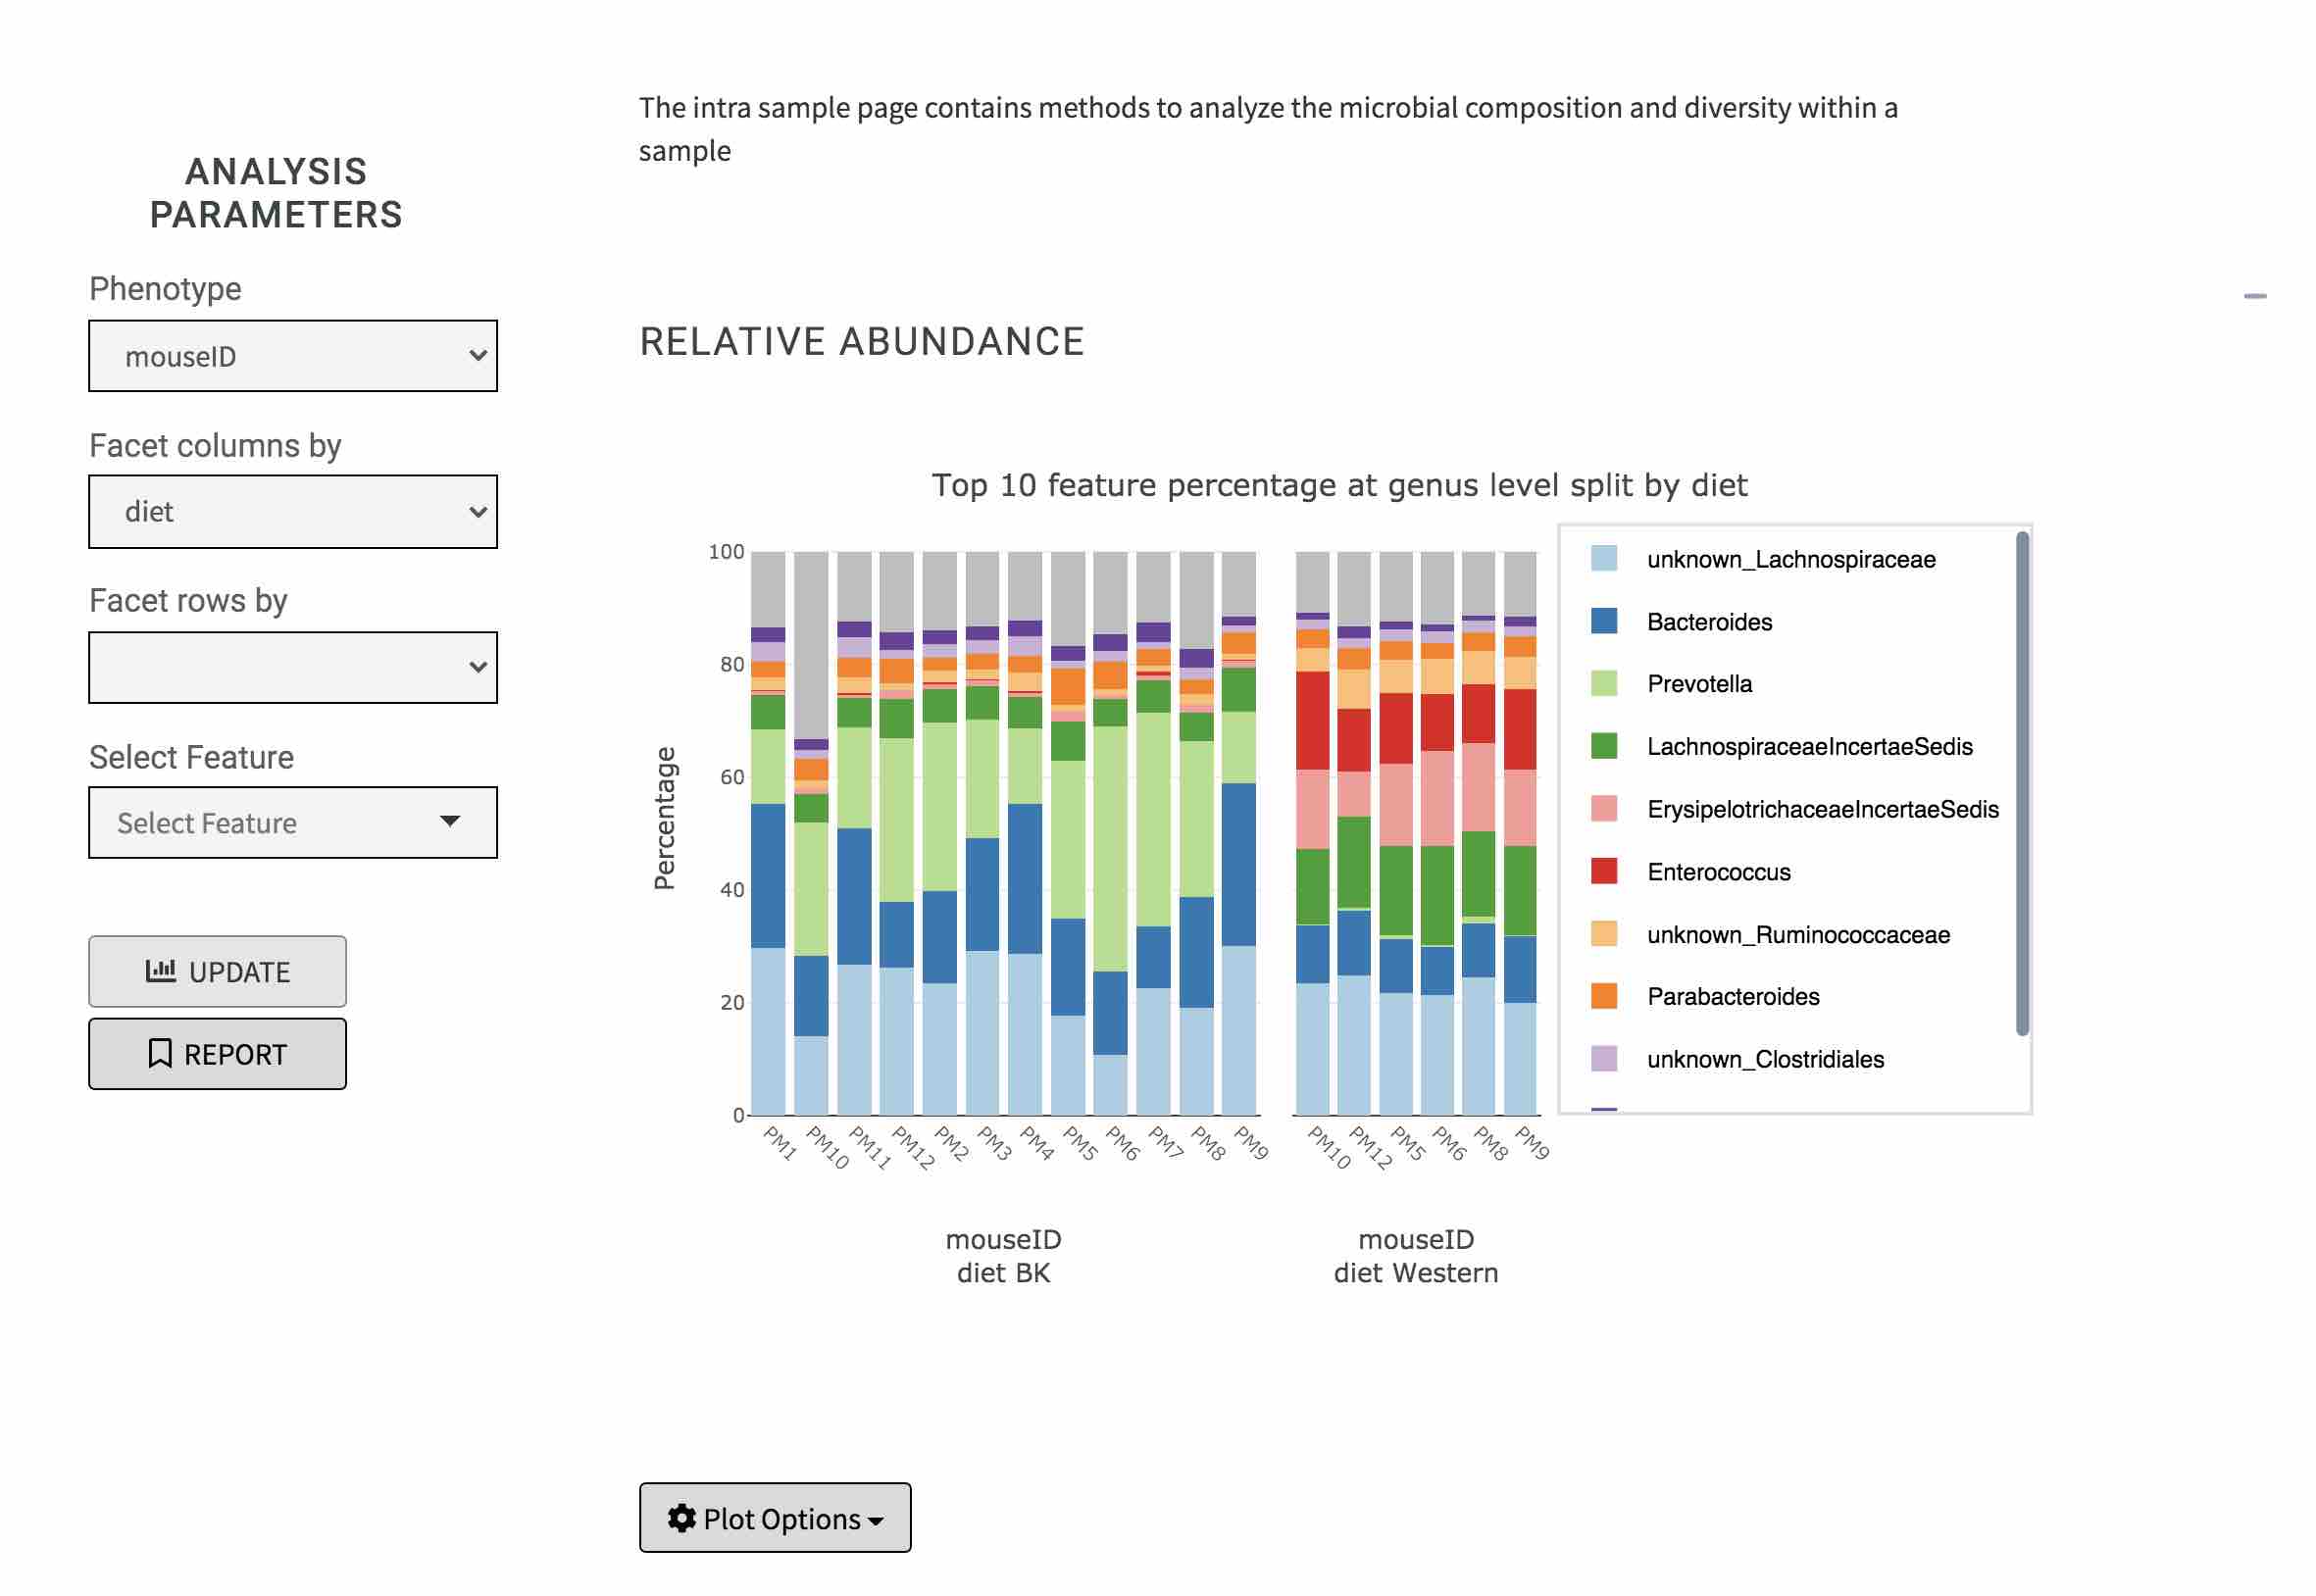 The intra sample page contains methods to analyze the microbial composition and diversity within a
sample
ANALYSIS
PARAMETERS
Phenotype
mouseID
Facet columns by
diet
Facet rows by
Select Feature
Select Feature
UPDATE
REPORT
RELATIVE ABUNDANCE
Top 10 feature percentage at genus level split by diet
Percentage
100
80
60
40
20
0
PM1
PM10
PM11
PM12
PM2
PM3
PM4
PM5
PM6
PM7
PM8
PM9
PM10
PM12
PM5
PM6
PM8
PM9
mouseID
diet BK
mouseID
diet Western
unknown_Lachnospiraceae
Bacteroides
Prevotella
LachnospiraceaeIncertaeSedis
ErysipelotrichaceaeIncertaeSedis
Enterococcus
unknown_Ruminococcaceae
Parabacteroides
unknown_Clostridiales
Plot Options